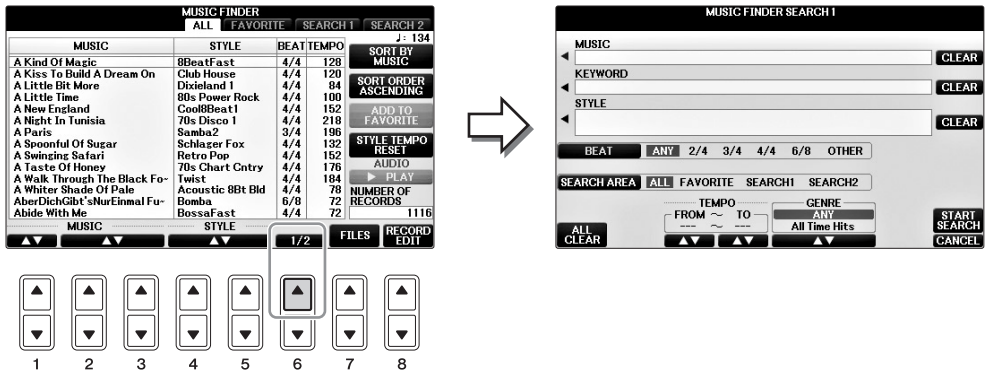 MUSIC FINDER
ALL FAVORITE SEARCH 1 SEARCH 2
♩: 134
MUSIC STYLE BEAT TEMPO
A Kind Of Magic 8BeatFast 4/4 128
A Kiss To Build A Dream On Club House 4/4 120
A Little Bit More Dixieland 1 4/4 84
A Little Time 80s Power Rock 4/4 100
A New England Cool8Beat1 4/4 152
A Night In Tunisia 70s Disco 1 4/4 218
A Paris Samba2 3/4 196
A Spoonful Of Sugar Schlager Fox 4/4 132
A Swinging Safari Retro Pop 4/4 152
A Taste Of Honey 70s Chart Cntry 4/4 176
A Walk Through The Black Fo~ Twist 4/4 184
A Whiter Shade Of Pale Acoustic 8Bt Bld 4/4 78
AberDichGibt'sNurEinmal Fu~ Bomba 6/8 72
Abide With Me BossaFast 4/4 72
SORT BY
MUSIC
SORT ORDER
ASCENDING
ADD TO
FAVORITE
STYLE TEMPO
RESET
AUDIO
▶ PLAY
NUMBER OF
RECORDS
1116
MUSIC STYLE
▲▼ ▲▼ ▲▼ 1/2 FILES RECORD
EDIT
1 2 3 4 5 6 7 8
MUSIC FINDER SEARCH 1
MUSIC
CLEAR
KEYWORD
CLEAR
STYLE
CLEAR
BEAT ANY 2/4 3/4 4/4 6/8 OTHER
SEARCH AREA ALL FAVORITE SEARCH1 SEARCH2
TEMPO GENRE
FROM ~ TO ANY
--- ~ --- All Time Hits
ALL
CLEAR
▲▼ ▲▼ ▲▼
START
SEARCH
CANCEL